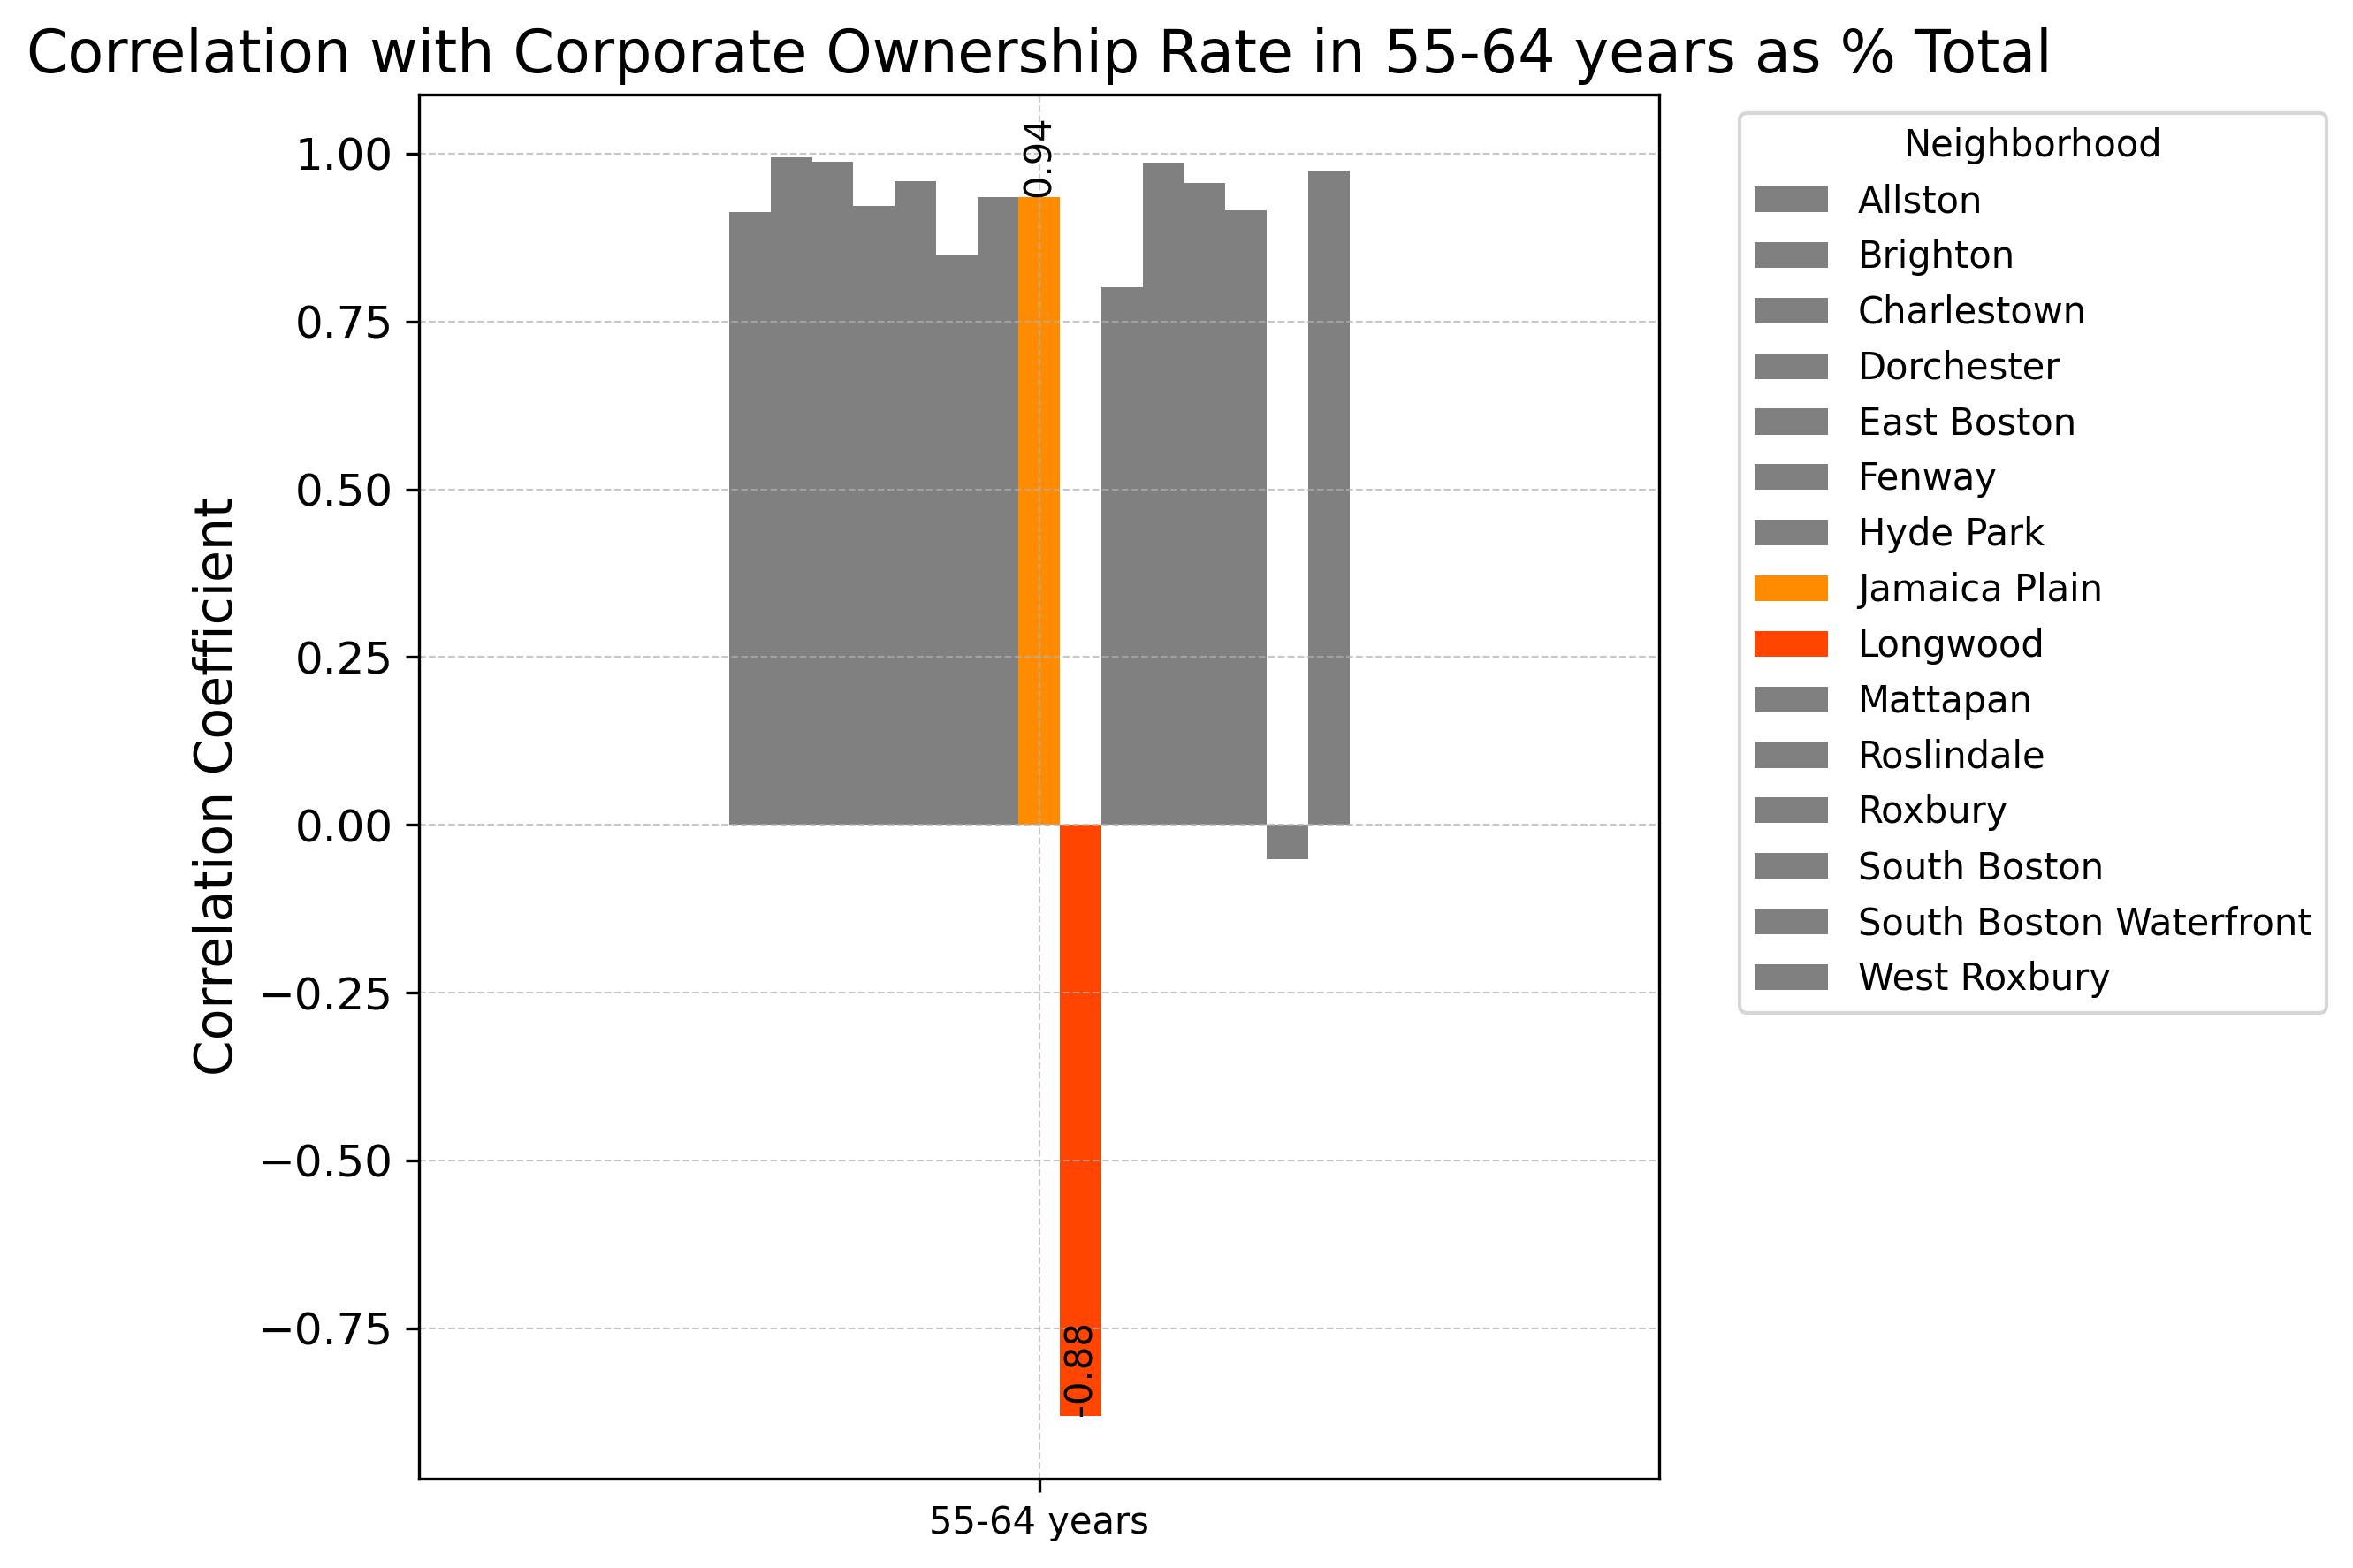 Correlation with Corporate Ownership Rate in 55-64 years as % Total
Correlation Coefficient
1.00
0.75
0.50
0.25
0.00
−0.25
−0.50
−0.75
0.94
-0.88
55-64 years
Neighborhood
Allston
Brighton
Charlestown
Dorchester
East Boston
Fenway
Hyde Park
Jamaica Plain
Longwood
Mattapan
Roslindale
Roxbury
South Boston
South Boston Waterfront
West Roxbury